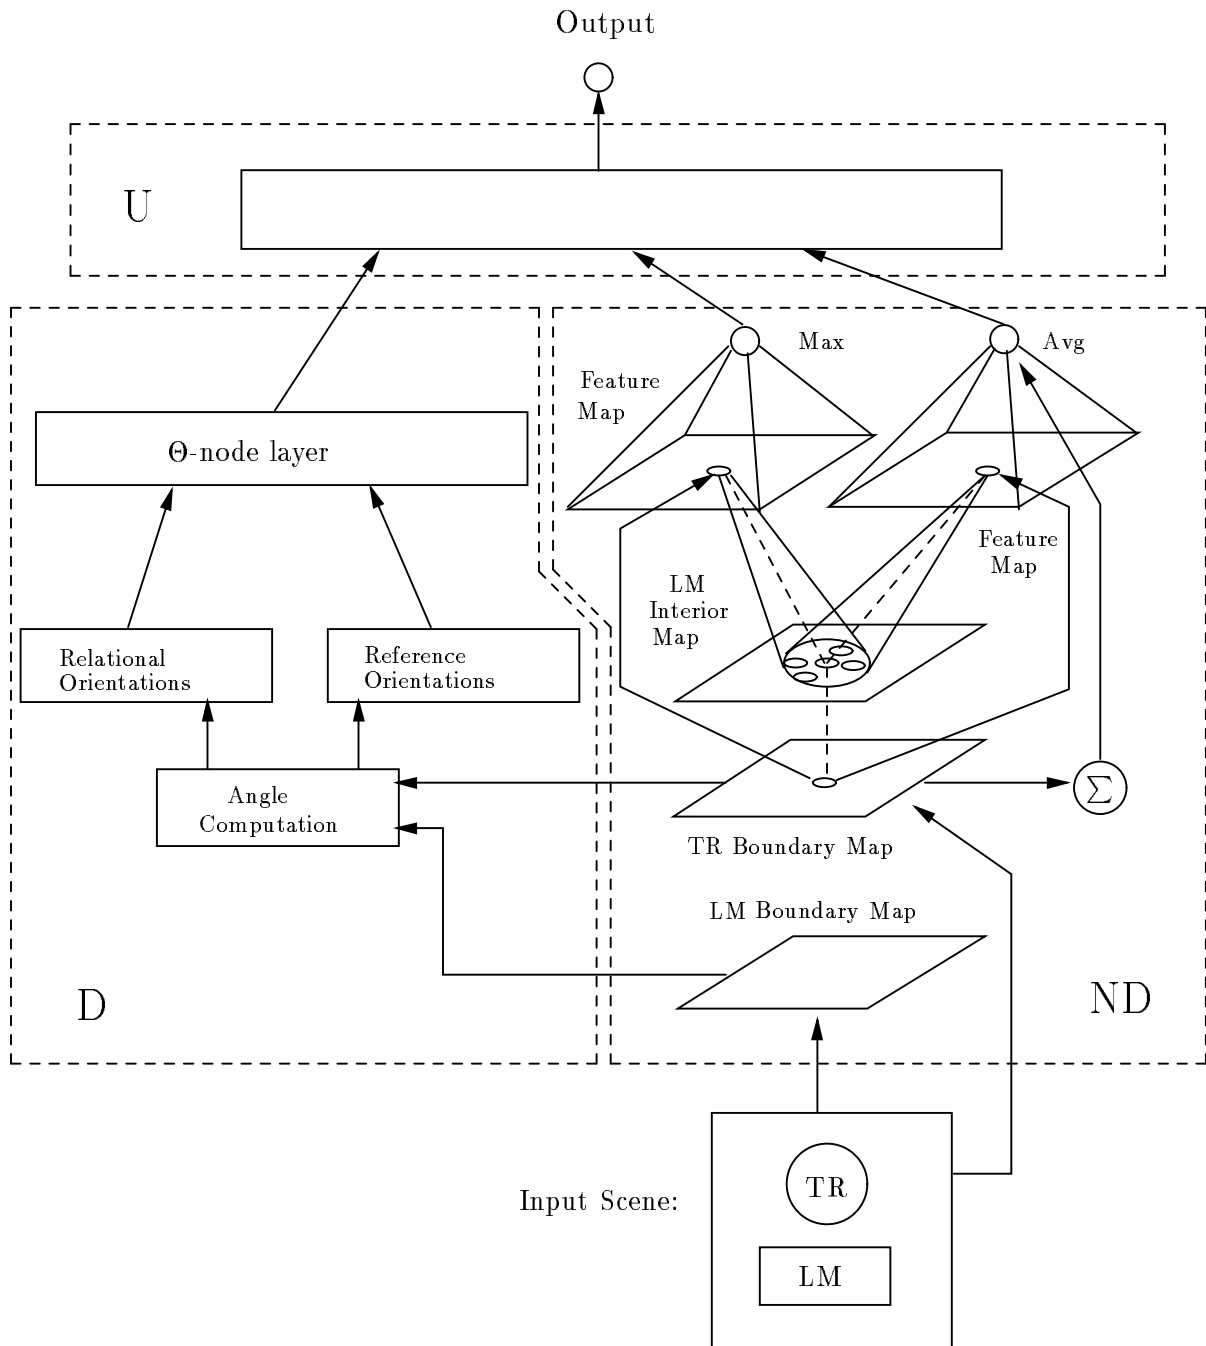 Output
U
Max
Avg
Feature
Map
Θ-node layer
Feature
Map
LM
Interior
Map
Relational
Orientations
Reference
Orientations
Angle
Computation
Σ
TR Boundary Map
LM Boundary Map
D
ND
TR
Input Scene:
LM